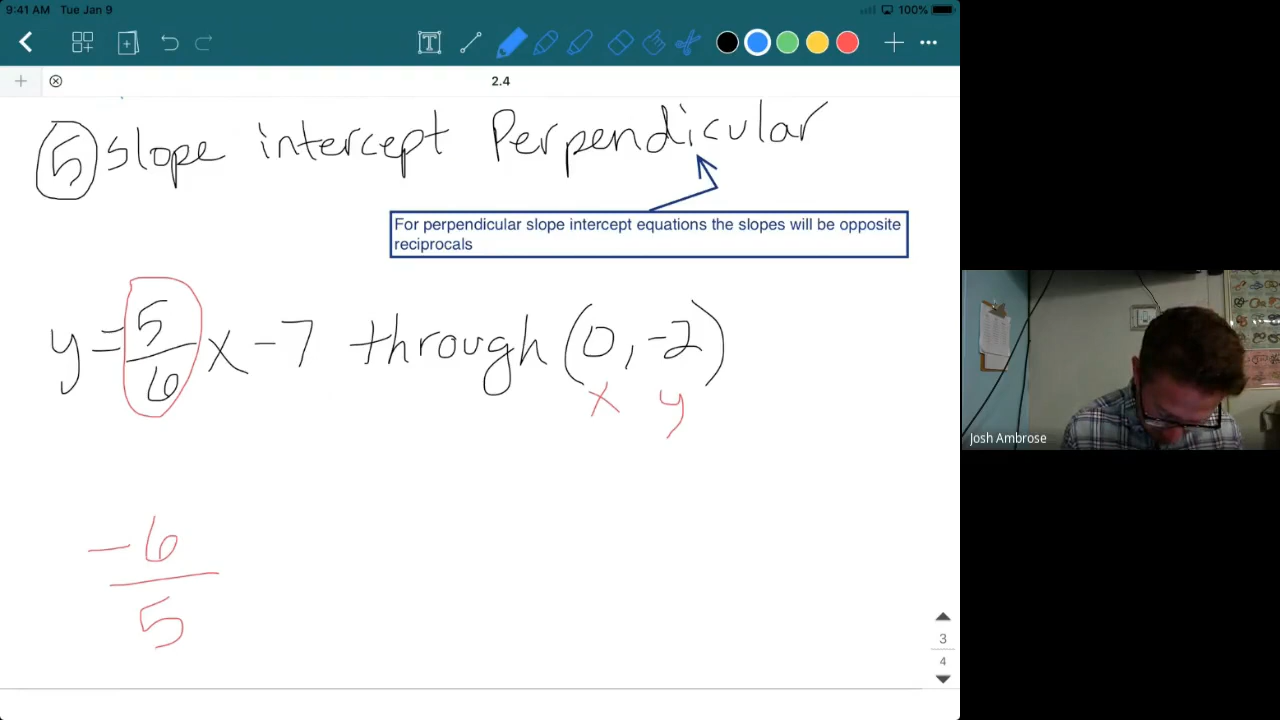 9:41 AM Tue Jan 9
100%
2.4
5 Slope intercept Perpendicular
For perpendicular slope intercept equations the slopes will be opposite
reciprocals
y = 5/6 x - 7 through (0, -2)
x y
-6
5
Josh Ambrose
3
4